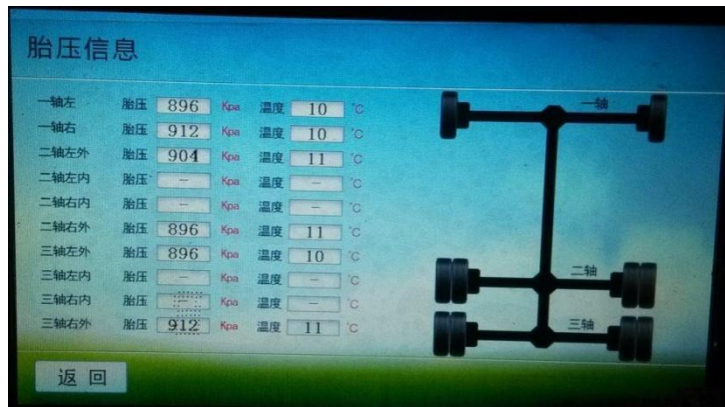 胎压信息
一轴左 胎压 896 Kpa 温度 10 ℃
一轴右 胎压 912 Kpa 温度 10 ℃
二轴左外 胎压 904 Kpa 温度 11 ℃
二轴左内 胎压 - Kpa 温度 - ℃
二轴右内 胎压 - Kpa 温度 - ℃
二轴右外 胎压 896 Kpa 温度 11 ℃
三轴左外 胎压 896 Kpa 温度 10 ℃
三轴左内 胎压 - Kpa 温度 - ℃
三轴右内 胎压 - Kpa 温度 - ℃
三轴右外 胎压 912 Kpa 温度 11 ℃
一轴
二轴
三轴
返回